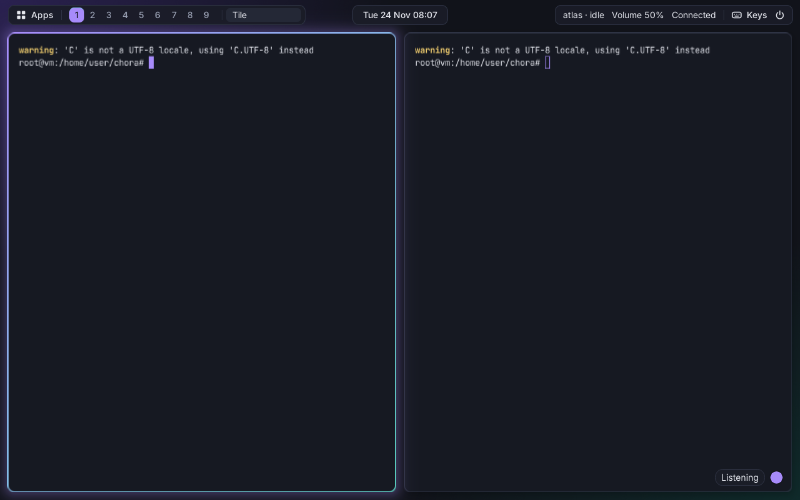 Apps 1 2 3 4 5 6 7 8 9 Tile Tue 24 Nov 08:07 atlas · idle Volume 50% Connected Keys
warning: 'C' is not a UTF-8 locale, using 'C.UTF-8' instead
root@vm:/home/user/chora#
warning: 'C' is not a UTF-8 locale, using 'C.UTF-8' instead
root@vm:/home/user/chora#
Listening